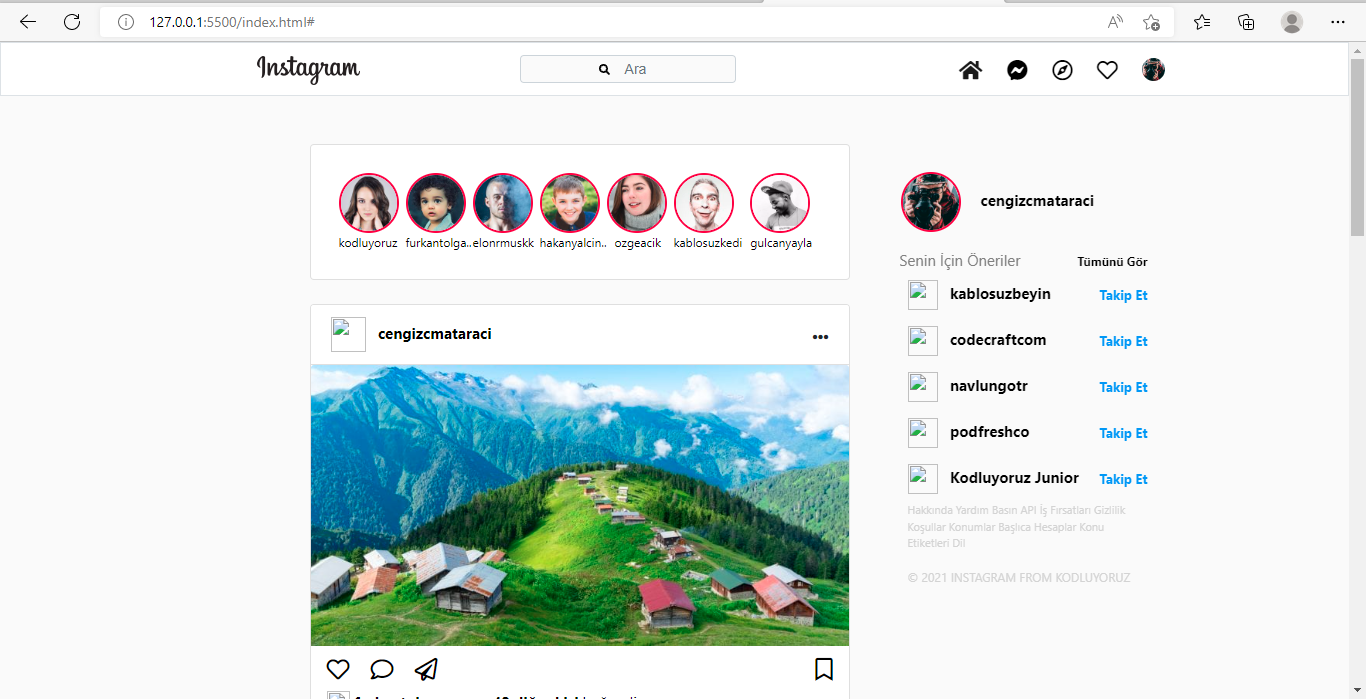 127.0.0.1:5500/index.html#
Instagram
Ara
kodluyoruz furkantolga.. elonrmuskk hakanyalcin.. ozgeacik kablosuzkedi gulcanyayla
cengizcmataraci
cengizcmataraci
Senin İçin Öneriler Tümünü Gör
kablosuzbeyin Takip Et
codecraftcom Takip Et
navlungotr Takip Et
podfreshco Takip Et
Kodluyoruz Junior Takip Et
Hakkında Yardım Basın API İş Fırsatları Gizlilik
Koşullar Konumlar Başlıca Hesaplar Konu
Etiketleri Dil
© 2021 INSTAGRAM FROM KODLUYORUZ